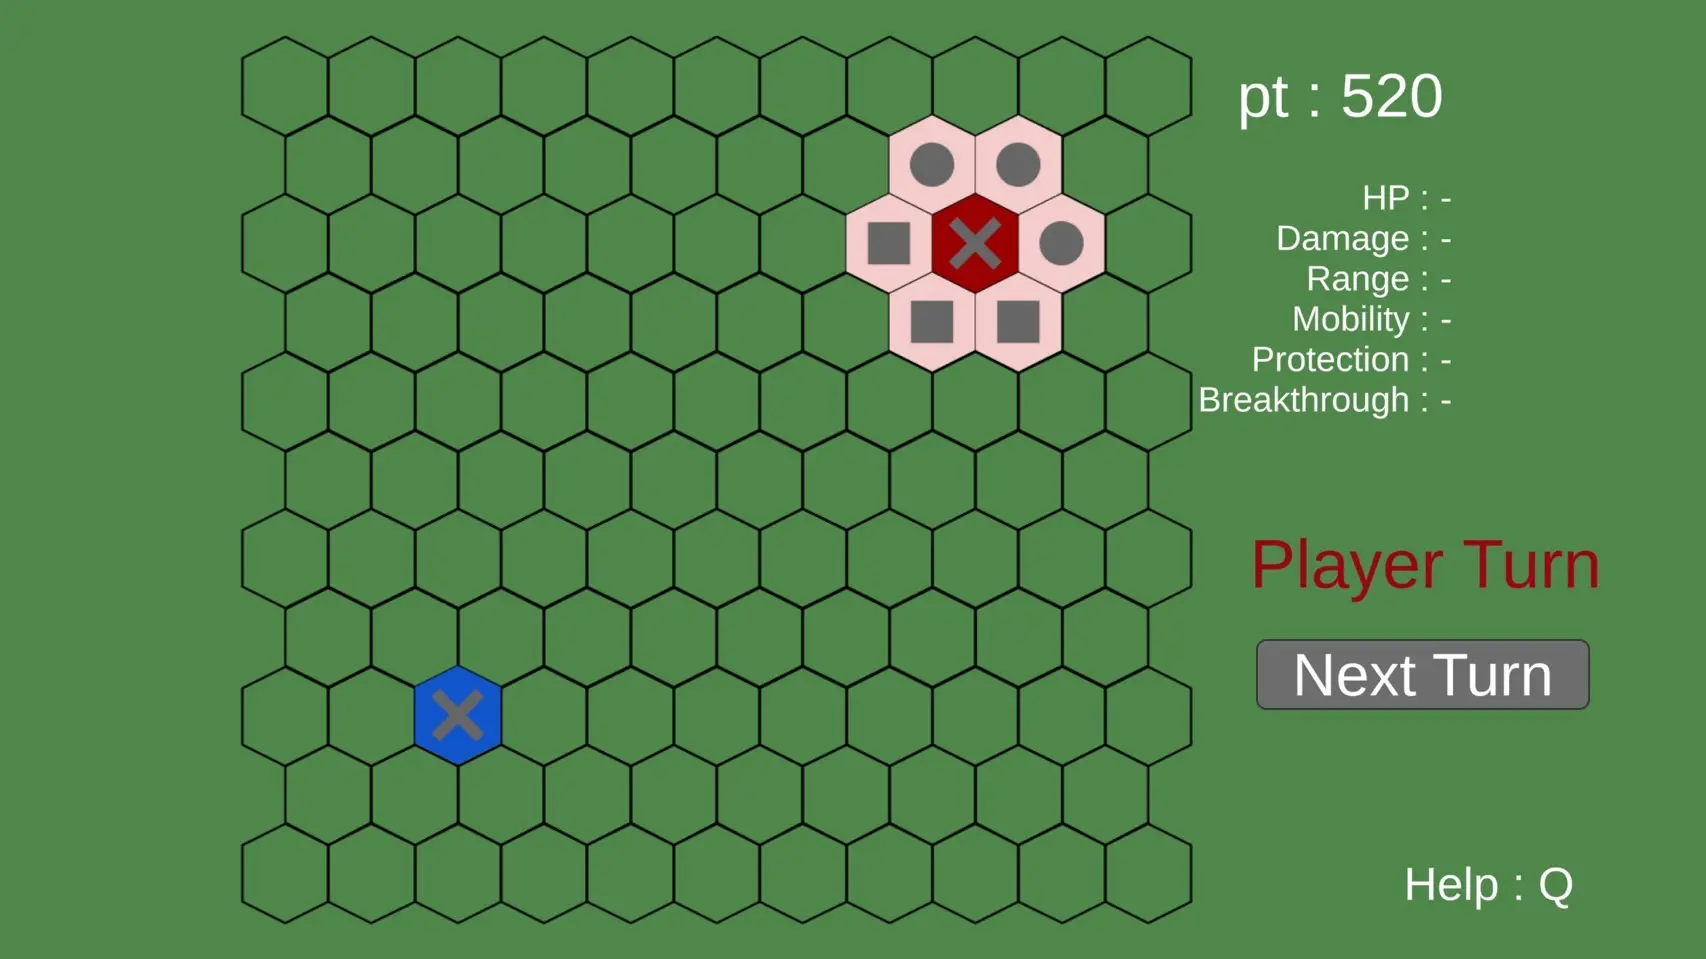 pt : 520
HP : -
Damage : -
Range : -
Mobility : -
Protection : -
Breakthrough : -
Player Turn
Next Turn
Help : Q